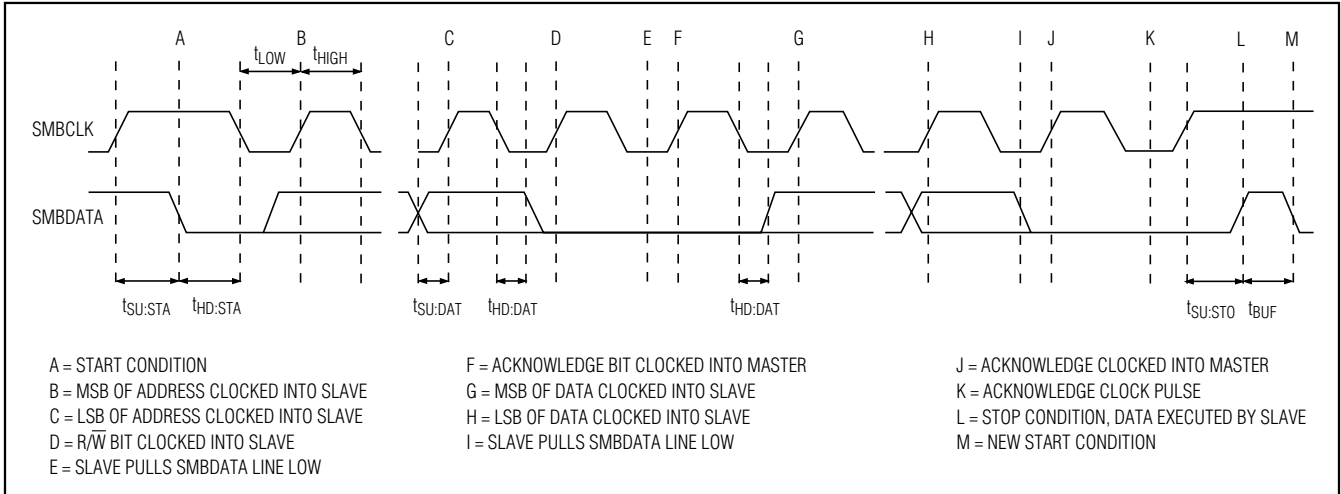 A B C D E F G H I J K L M
tLOW tHIGH
SMBCLK
SMBDATA
tSU:STA tHD:STA tSU:DAT tHD:DAT tHD:DAT tSU:STO tBUF
A = START CONDITION
B = MSB OF ADDRESS CLOCKED INTO SLAVE
C = LSB OF ADDRESS CLOCKED INTO SLAVE
D = R/W̅ BIT CLOCKED INTO SLAVE
E = SLAVE PULLS SMBDATA LINE LOW
F = ACKNOWLEDGE BIT CLOCKED INTO MASTER
G = MSB OF DATA CLOCKED INTO SLAVE
H = LSB OF DATA CLOCKED INTO SLAVE
I = SLAVE PULLS SMBDATA LINE LOW
J = ACKNOWLEDGE CLOCKED INTO MASTER
K = ACKNOWLEDGE CLOCK PULSE
L = STOP CONDITION, DATA EXECUTED BY SLAVE
M = NEW START CONDITION